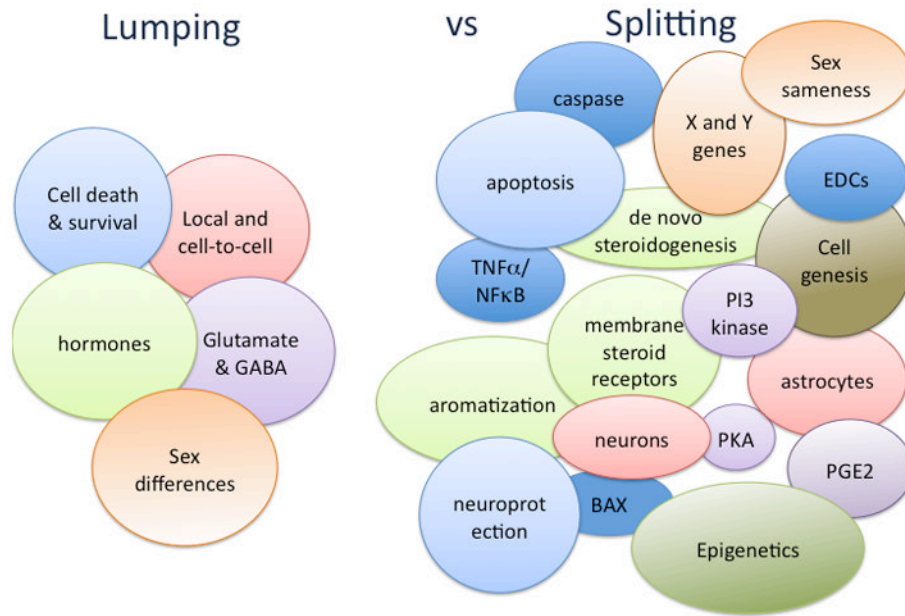 Lumping vs Splitting
Cell death
& survival
Local and
cell-to-cell
hormones
Glutamate
& GABA
Sex
differences
caspase
X and Y
genes
Sex
sameness
apoptosis
EDCs
de novo
steroidogenesis
Cell
genesis
TNFα/
NFκB
PI3
kinase
membrane
steroid
receptors
astrocytes
aromatization
neurons
PKA
PGE2
neuroprot
ection
BAX
Epigenetics